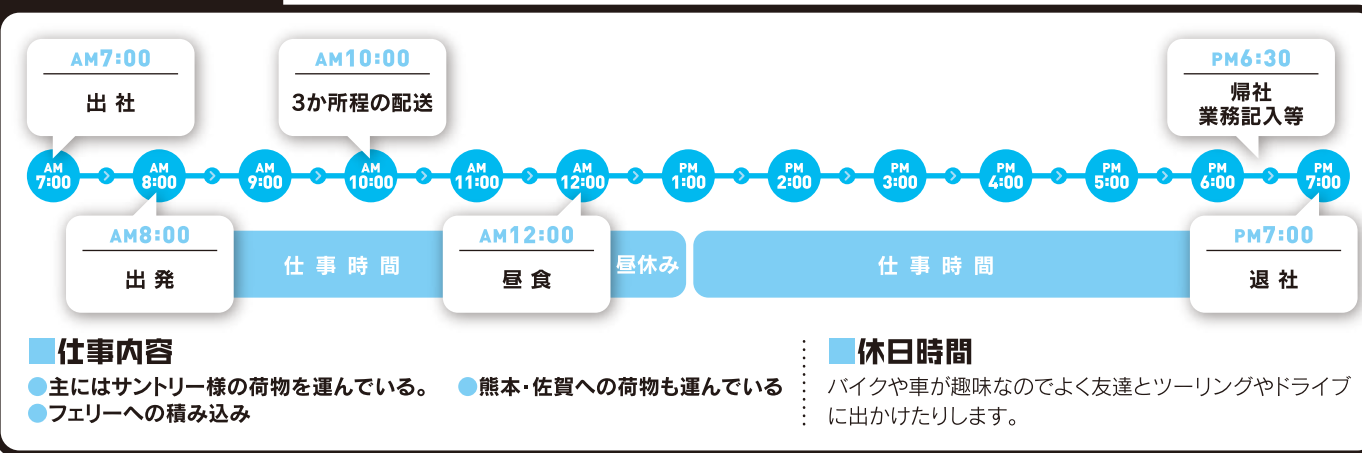 AM7:00
出社
AM10:00
3か所程の配送
PM6:30
帰社
業務記入等
AM 7:00
AM 8:00
AM 9:00
AM 10:00
AM 11:00
AM 12:00
PM 1:00
PM 2:00
PM 3:00
PM 4:00
PM 5:00
PM 6:00
PM 7:00
AM8:00
出発
仕事時間
AM12:00
昼食
昼休み
仕事時間
PM7:00
退社
■仕事内容
●主にはサントリー様の荷物を運んでいる。 ●熊本・佐賀への荷物も運んでいる
●フェリーへの積み込み
■休日時間
バイクや車が趣味なのでよく友達とツーリングやドライブ
に出かけたりします。